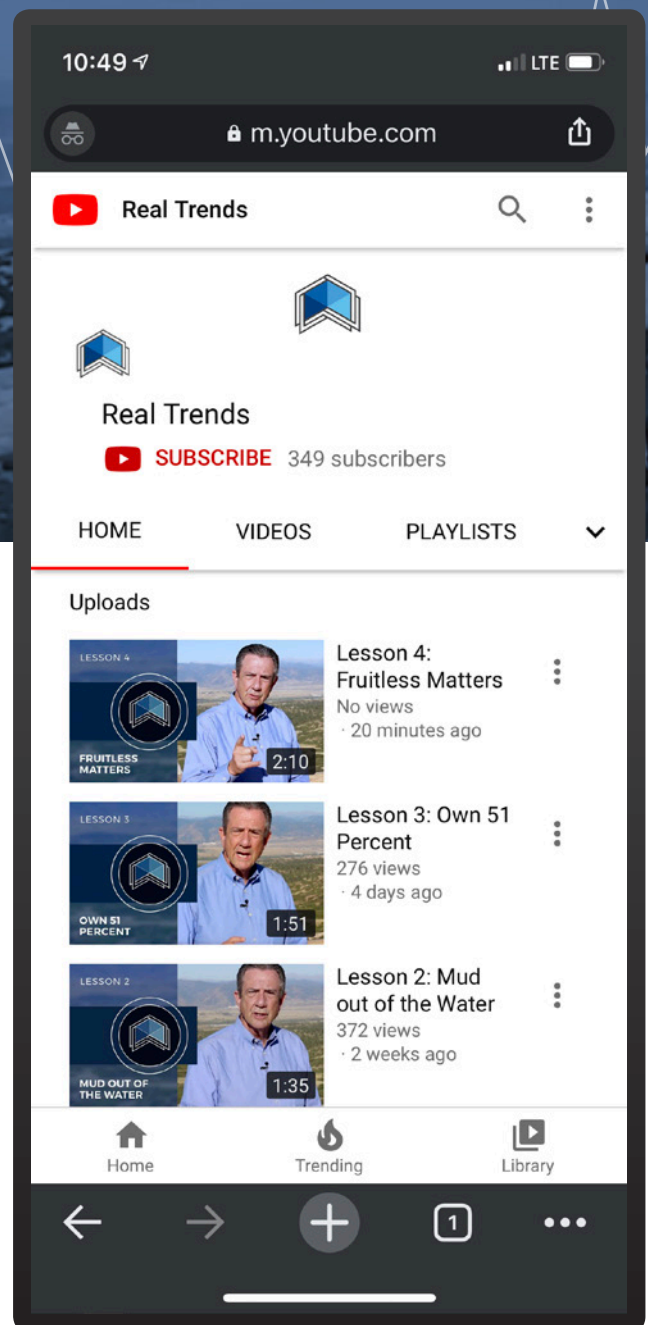 10:49
LTE
m.youtube.com
Real Trends
Real Trends
SUBSCRIBE 349 subscribers
HOME VIDEOS PLAYLISTS
Uploads
LESSON 4
FRUITLESS
MATTERS
2:10
Lesson 4:
Fruitless Matters
No views
· 20 minutes ago
LESSON 3
OWN 51
PERCENT
1:51
Lesson 3: Own 51
Percent
276 views
· 4 days ago
LESSON 2
MUD OUT OF
THE WATER
1:35
Lesson 2: Mud
out of the Water
372 views
· 2 weeks ago
Home Trending Library
1